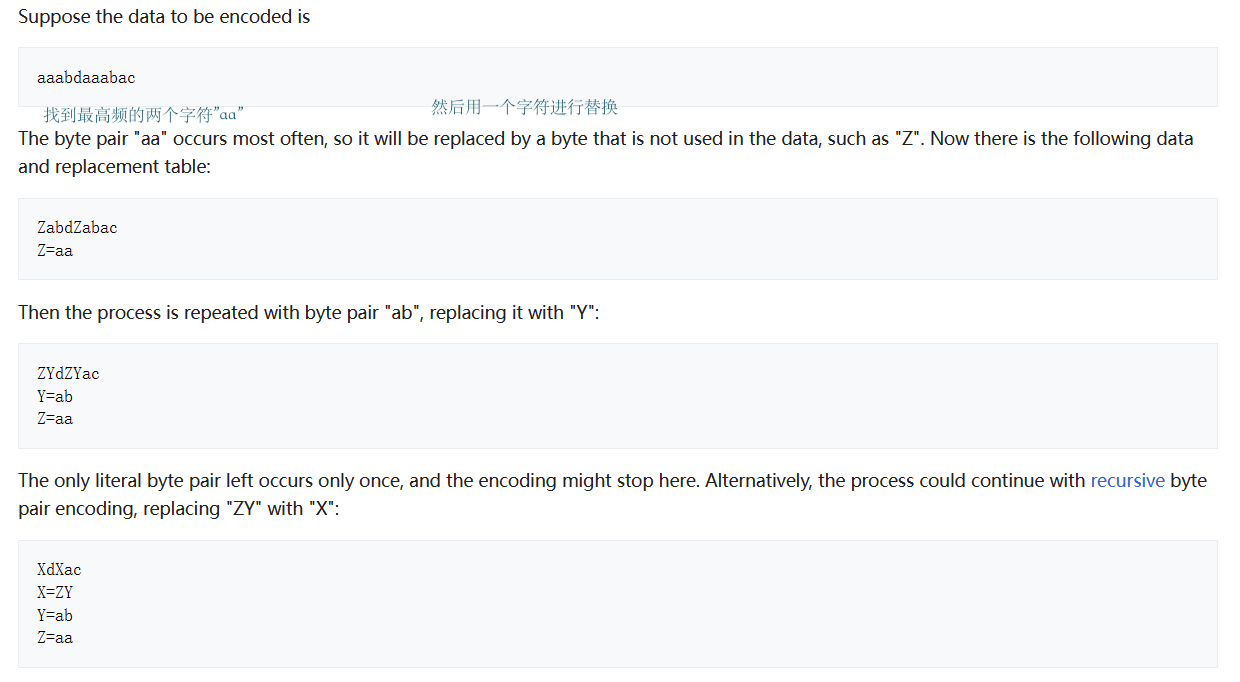 Suppose the data to be encoded is
aaabdaaabac
找到最高频的两个字符”aa” 然后用一个字符进行替换
The byte pair "aa" occurs most often, so it will be replaced by a byte that is not used in the data, such as "Z". Now there is the following data
and replacement table:
ZabdZabac
Z=aa
Then the process is repeated with byte pair "ab", replacing it with "Y":
ZYdZYac
Y=ab
Z=aa
The only literal byte pair left occurs only once, and the encoding might stop here. Alternatively, the process could continue with recursive byte
pair encoding, replacing "ZY" with "X":
XdXac
X=ZY
Y=ab
Z=aa